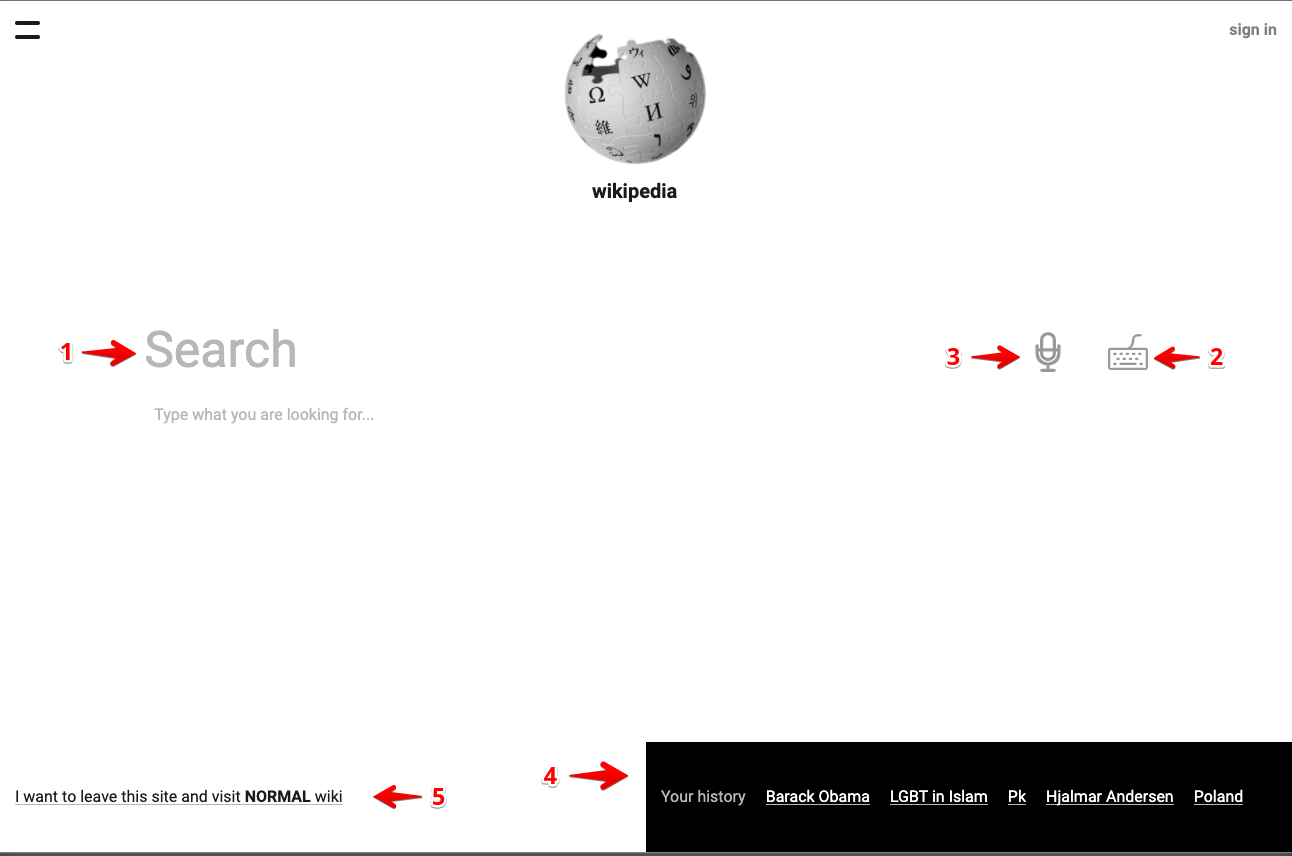 sign in
Ω W И 維 위
wikipedia
1 Search 3 2
Type what you are looking for...
4
I want to leave this site and visit NORMAL wiki 5
Your history Barack Obama LGBT in Islam Pk Hjalmar Andersen Poland